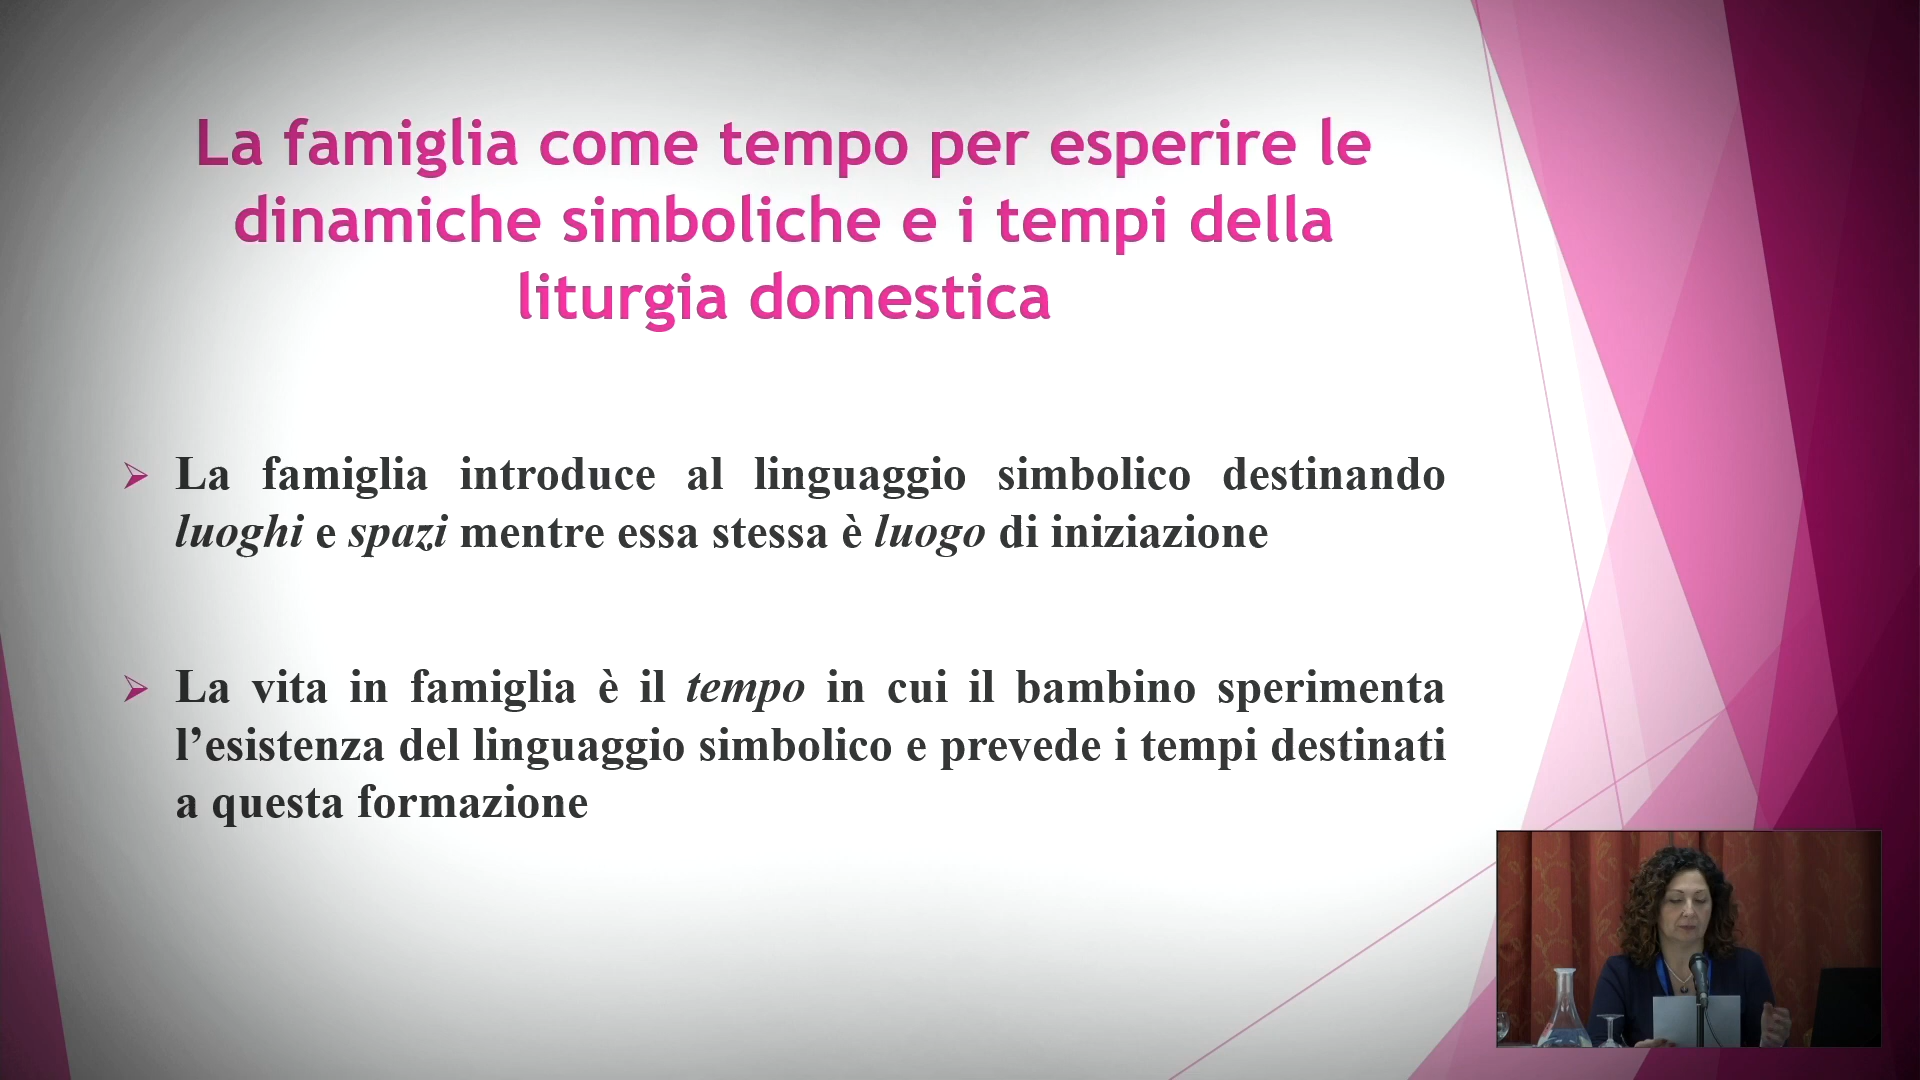 La famiglia come tempo per esperire le
dinamiche simboliche e i tempi della
liturgia domestica
La famiglia introduce al linguaggio simbolico destinando
luoghi e spazi mentre essa stessa è luogo di iniziazione
La vita in famiglia è il tempo in cui il bambino sperimenta
l’esistenza del linguaggio simbolico e prevede i tempi destinati
a questa formazione